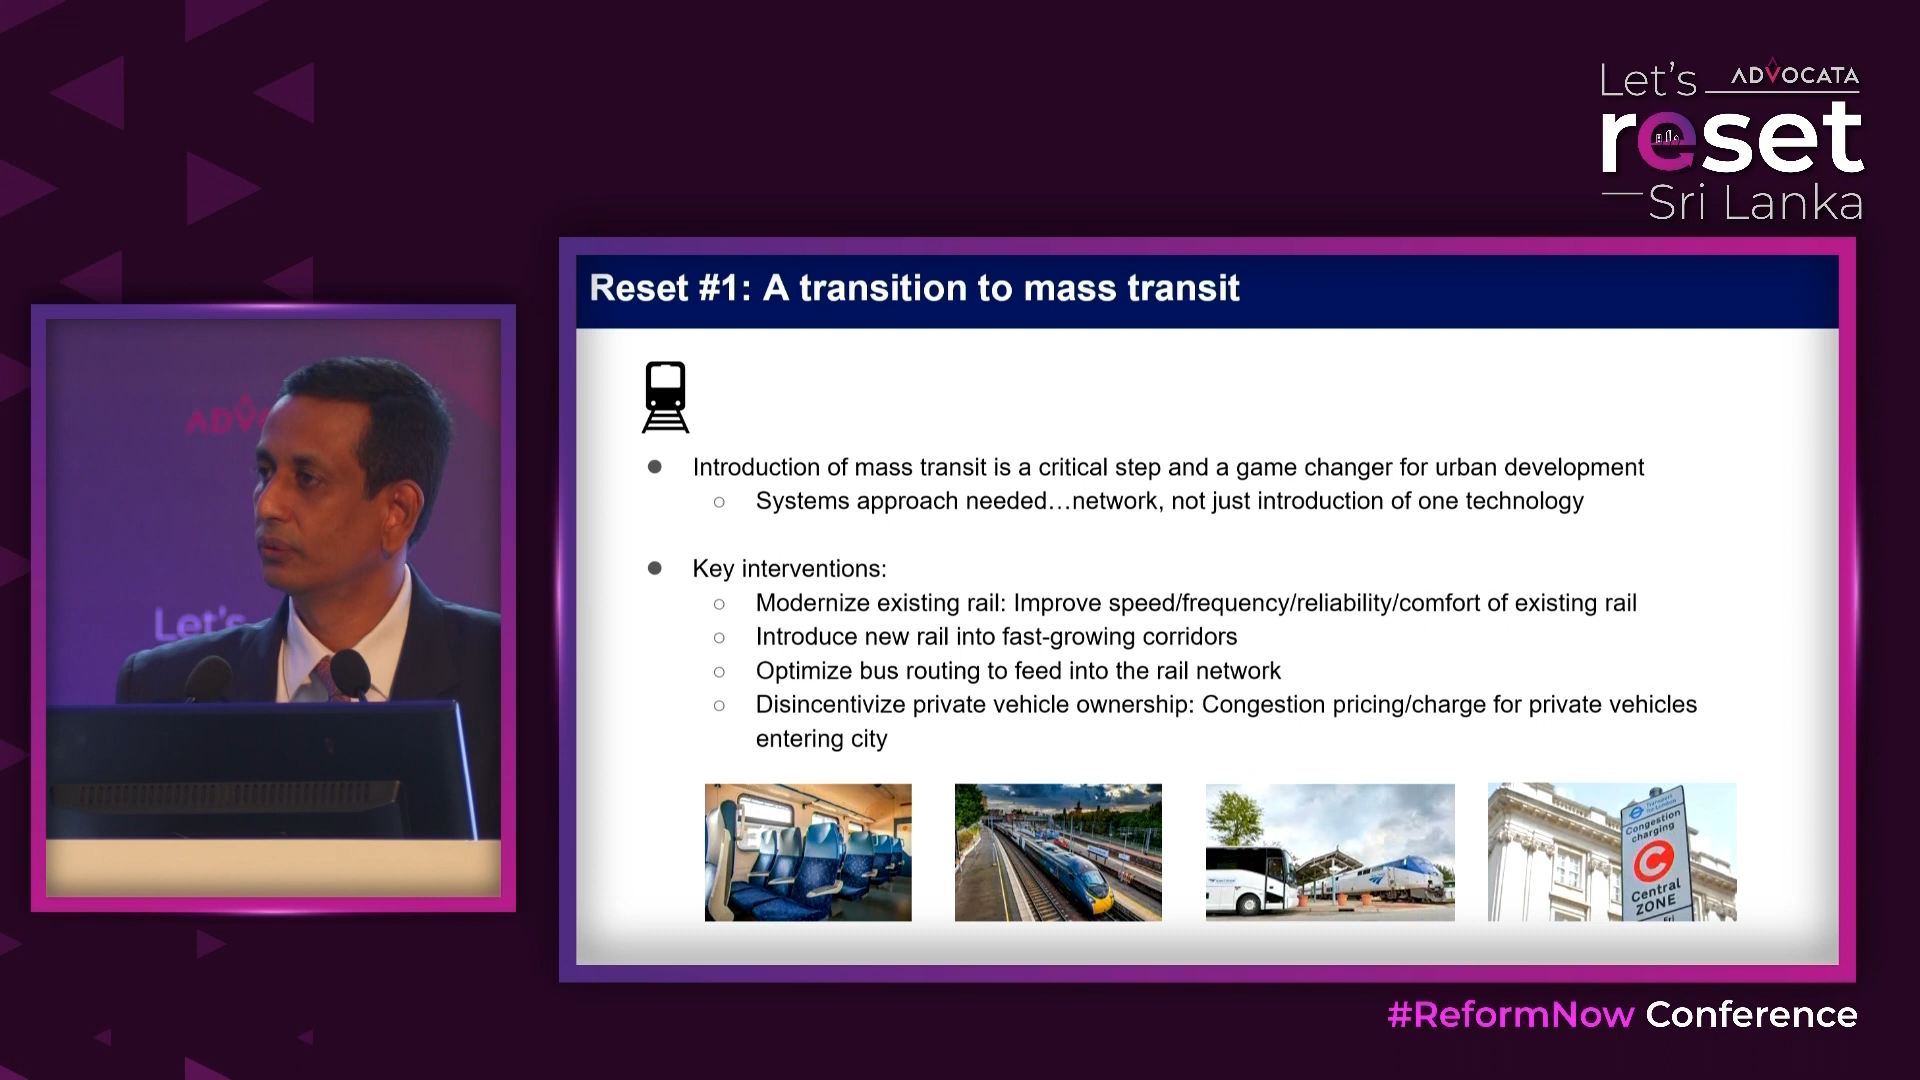 Let's ADVOCATA
reset
Sri Lanka
Reset #1: A transition to mass transit
ADV
Let's
● Introduction of mass transit is a critical step and a game changer for urban development
○ Systems approach needed…network, not just introduction of one technology
● Key interventions:
○ Modernize existing rail: Improve speed/frequency/reliability/comfort of existing rail
○ Introduce new rail into fast-growing corridors
○ Optimize bus routing to feed into the rail network
○ Disincentivize private vehicle ownership: Congestion pricing/charge for private vehicles
entering city
Transport
Congestion
charging
C
Central
ZONE
Fri
#ReformNow Conference